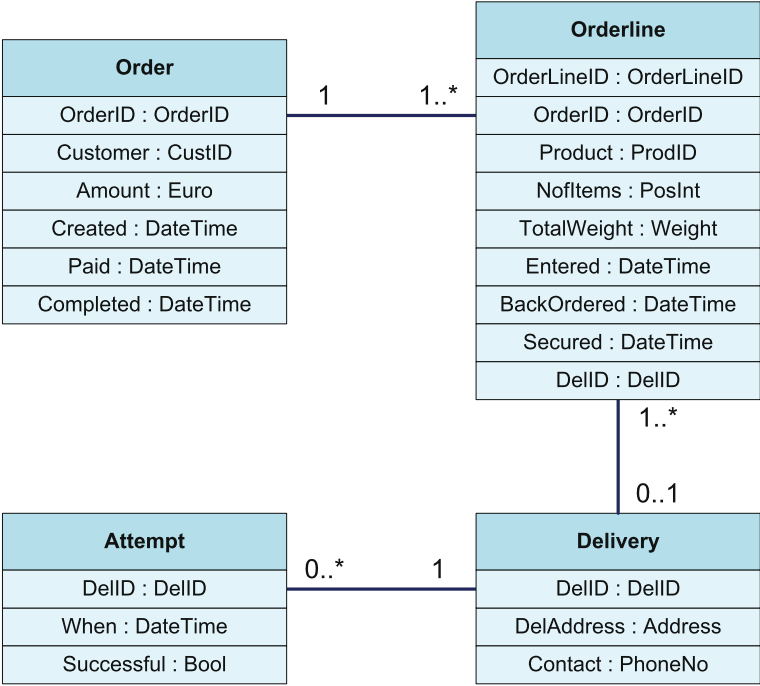 Order
OrderID : OrderID
Customer : CustID
Amount : Euro
Created : DateTime
Paid : DateTime
Completed : DateTime
1
1..*
Orderline
OrderLineID : OrderLineID
OrderID : OrderID
Product : ProdID
NofItems : PosInt
TotalWeight : Weight
Entered : DateTime
BackOrdered : DateTime
Secured : DateTime
DelID : DelID
1..*
0..1
Attempt
DelID : DelID
When : DateTime
Successful : Bool
0..*
1
Delivery
DelID : DelID
DelAddress : Address
Contact : PhoneNo